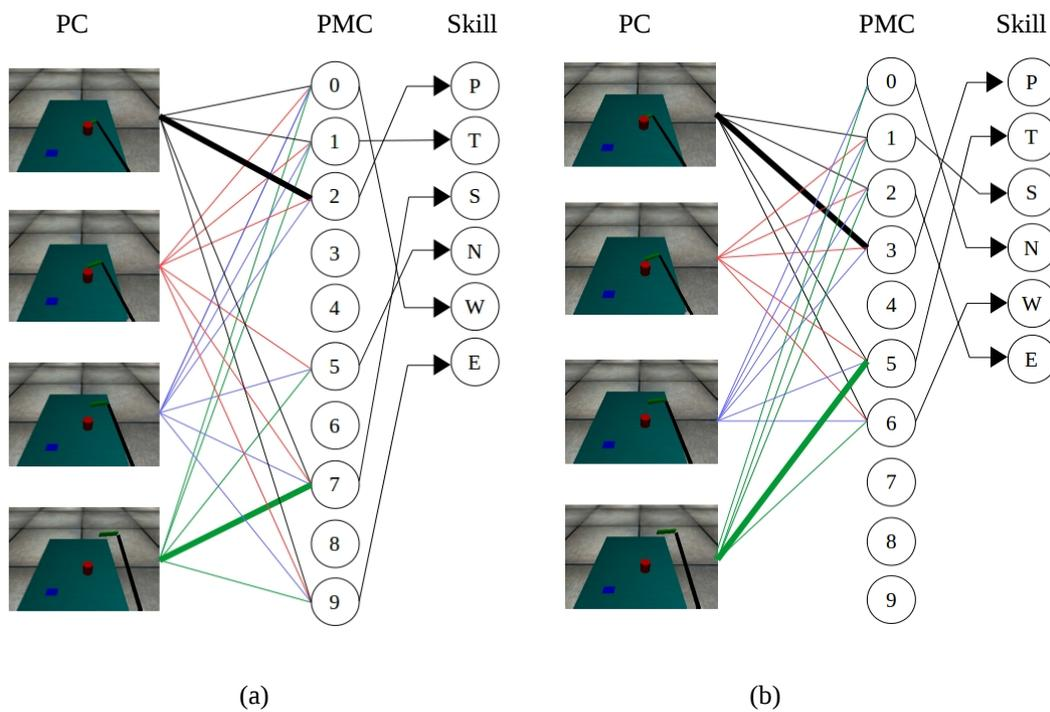 PC PMC Skill PC PMC Skill
0 P 0 P
1 T 1 T
2 S 2 S
3 N 3 N
4 W 4 W
5 E 5 E
6 6
7 7
8 8
9 9
(a) (b)